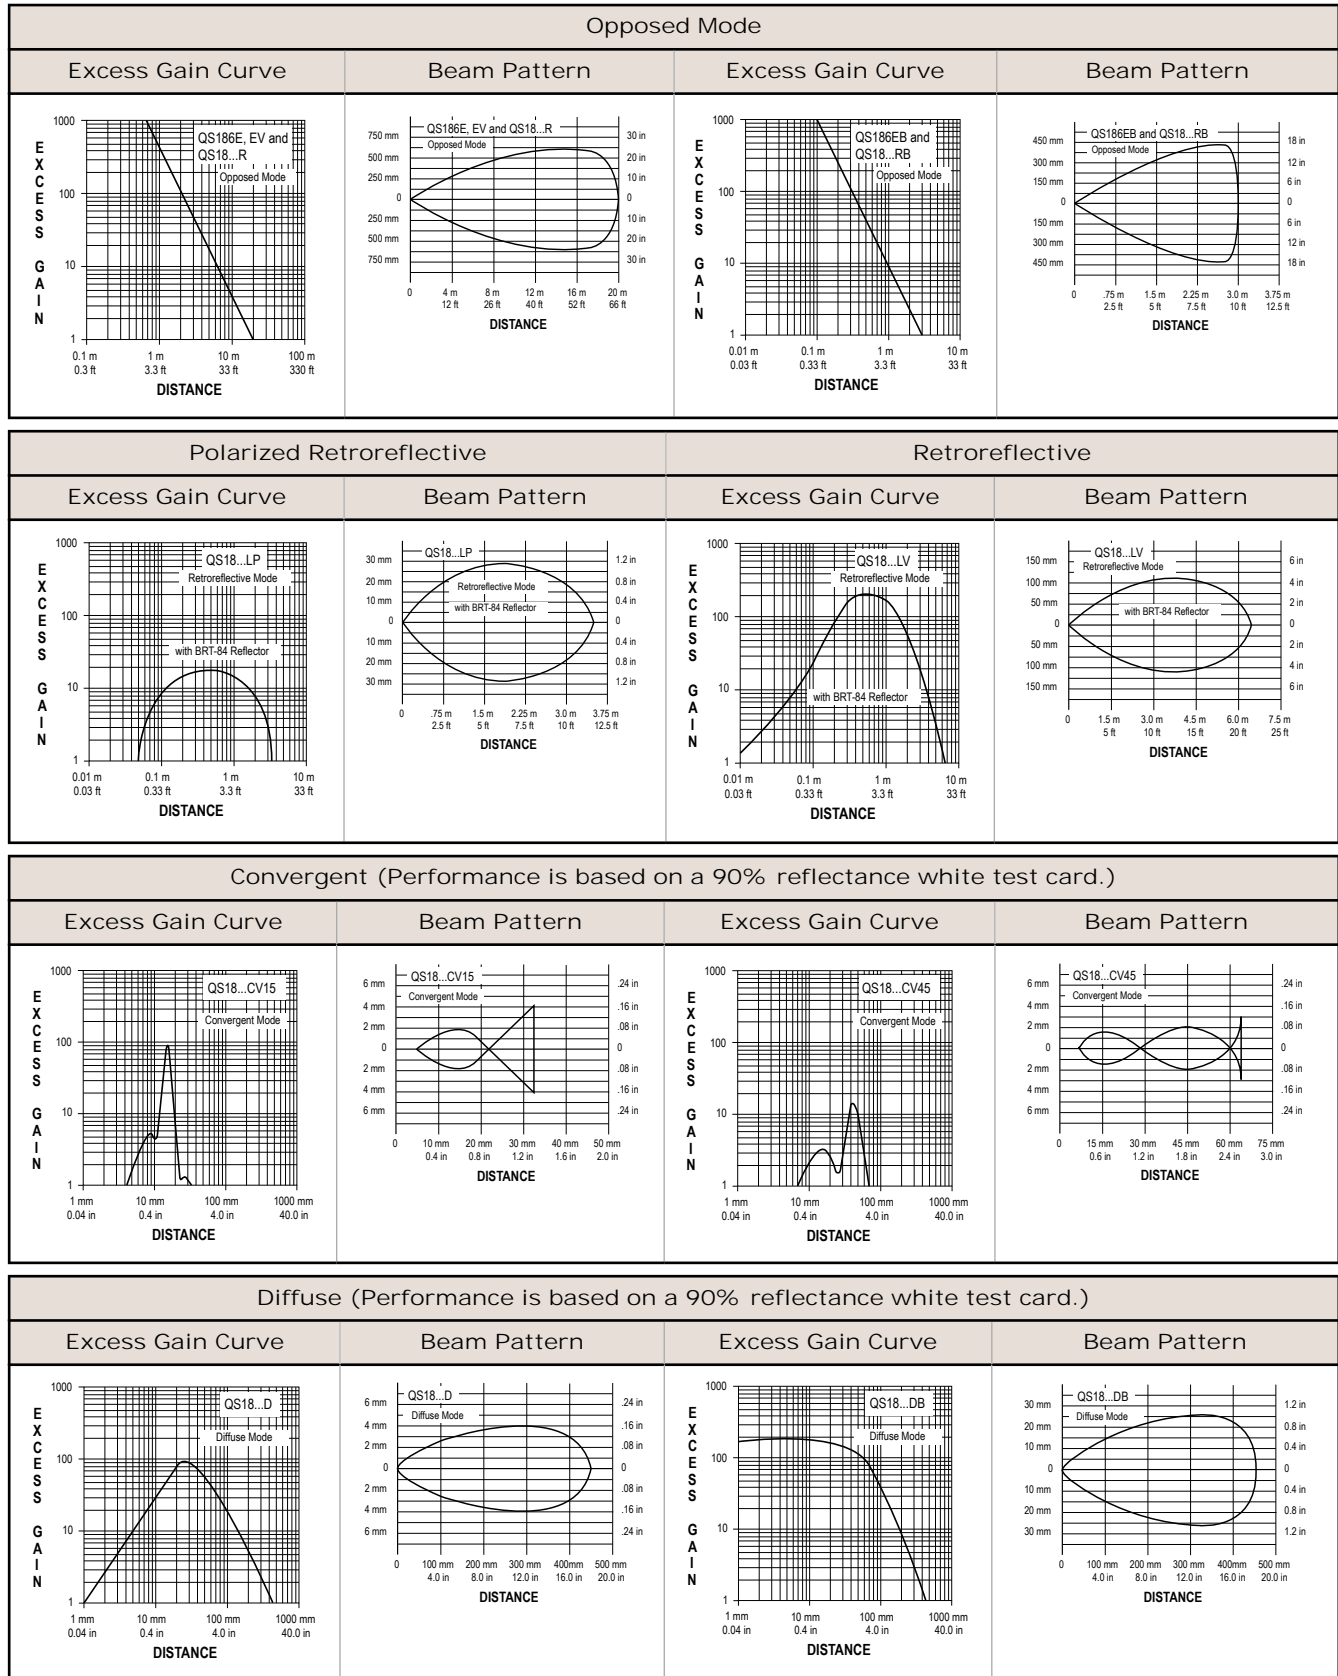 Opposed Mode
Excess Gain Curve
Beam Pattern
Excess Gain Curve
Beam Pattern
EXCESS GAIN
1000
100
10
1
QS186E, EV and
QS18...R
Opposed Mode
0.1 m 1 m 10 m 100 m
0.3 ft 3.3 ft 33 ft 330 ft
DISTANCE
750 mm
500 mm
250 mm
0
250 mm
500 mm
750 mm
QS186E, EV and QS18...R
Opposed Mode
30 in
20 in
10 in
0
10 in
20 in
30 in
0 4 m 8 m 12 m 16 m 20 m
12 ft 26 ft 40 ft 52 ft 66 ft
DISTANCE
EXCESS GAIN
1000
100
10
1
QS186EB and
QS18...RB
Opposed Mode
0.01 m 0.1 m 1 m 10 m
0.03 ft 0.33 ft 3.3 ft 33 ft
DISTANCE
450 mm
300 mm
150 mm
0
150 mm
300 mm
450 mm
QS186EB and QS18...RB
Opposed Mode
18 in
12 in
6 in
0
6 in
12 in
18 in
0 .75 m 1.5 m 2.25 m 3.0 m 3.75 m
2.5 ft 5 ft 7.5 ft 10 ft 12.5 ft
DISTANCE
Polarized Retroreflective
Retroreflective
Excess Gain Curve
Beam Pattern
Excess Gain Curve
Beam Pattern
EXCESS GAIN
1000
100
10
1
QS18...LP
Retroreflective Mode
with BRT-84 Reflector
0.01 m 0.1 m 1 m 10 m
0.03 ft 0.33 ft 3.3 ft 33 ft
DISTANCE
30 mm
20 mm
10 mm
0
10 mm
20 mm
30 mm
QS18...LP
Retroreflective Mode
with BRT-84 Reflector
1.2 in
0.8 in
0.4 in
0
0.4 in
0.8 in
1.2 in
0 .75 m 1.5 m 2.25 m 3.0 m 3.75 m
2.5 ft 5 ft 7.5 ft 10 ft 12.5 ft
DISTANCE
EXCESS GAIN
1000
100
10
1
QS18...LV
Retroreflective Mode
with BRT-84 Reflector
0.01 m 0.1 m 1 m 10 m
0.03 ft 0.33 ft 3.3 ft 33 ft
DISTANCE
150 mm
100 mm
50 mm
0
50 mm
100 mm
150 mm
QS18...LV
Retroreflective Mode
with BRT-84 Reflector
6 in
4 in
2 in
0
2 in
4 in
6 in
0 1.5 m 3.0 m 4.5 m 6.0 m 7.5 m
5 ft 10 ft 15 ft 20 ft 25 ft
DISTANCE
Convergent (Performance is based on a 90% reflectance white test card.)
Excess Gain Curve
Beam Pattern
Excess Gain Curve
Beam Pattern
EXCESS GAIN
1000
100
10
1
QS18...CV15
Convergent Mode
1 mm 10 mm 100 mm 1000 mm
0.04 in 0.4 in 4.0 in 40.0 in
DISTANCE
6 mm
4 mm
2 mm
0
2 mm
4 mm
6 mm
QS18...CV15
Convergent Mode
.24 in
.16 in
.08 in
0
.08 in
.16 in
.24 in
0 10 mm 20 mm 30 mm 40 mm 50 mm
0.4 in 0.8 in 1.2 in 1.6 in 2.0 in
DISTANCE
EXCESS GAIN
1000
100
10
1
QS18...CV45
Convergent Mode
1 mm 10 mm 100 mm 1000 mm
0.04 in 0.4 in 4.0 in 40.0 in
DISTANCE
6 mm
4 mm
2 mm
0
2 mm
4 mm
6 mm
QS18...CV45
Convergent Mode
.24 in
.16 in
.08 in
0
.08 in
.16 in
.24 in
0 15 mm 30 mm 45 mm 60 mm 75 mm
0.6 in 1.2 in 1.8 in 2.4 in 3.0 in
DISTANCE
Diffuse (Performance is based on a 90% reflectance white test card.)
Excess Gain Curve
Beam Pattern
Excess Gain Curve
Beam Pattern
EXCESS GAIN
1000
100
10
1
QS18...D
Diffuse Mode
1 mm 10 mm 100 mm 1000 mm
0.04 in 0.4 in 4.0 in 40.0 in
DISTANCE
6 mm
4 mm
2 mm
0
2 mm
4 mm
6 mm
QS18...D
Diffuse Mode
.24 in
.16 in
.08 in
0
.08 in
.16 in
.24 in
0 100 mm 200 mm 300 mm 400mm 500 mm
4.0 in 8.0 in 12.0 in 16.0 in 20.0 in
DISTANCE
EXCESS GAIN
1000
100
10
1
QS18...DB
Diffuse Mode
1 mm 10 mm 100 mm 1000 mm
0.04 in 0.4 in 4.0 in 40.0 in
DISTANCE
30 mm
20 mm
10 mm
0
10 mm
20 mm
30 mm
QS18...DB
Diffuse Mode
1.2 in
0.8 in
0.4 in
0
0.4 in
0.8 in
1.2 in
0 100 mm 200 mm 300 mm 400mm 500 mm
4.0 in 8.0 in 12.0 in 16.0 in 20.0 in
DISTANCE